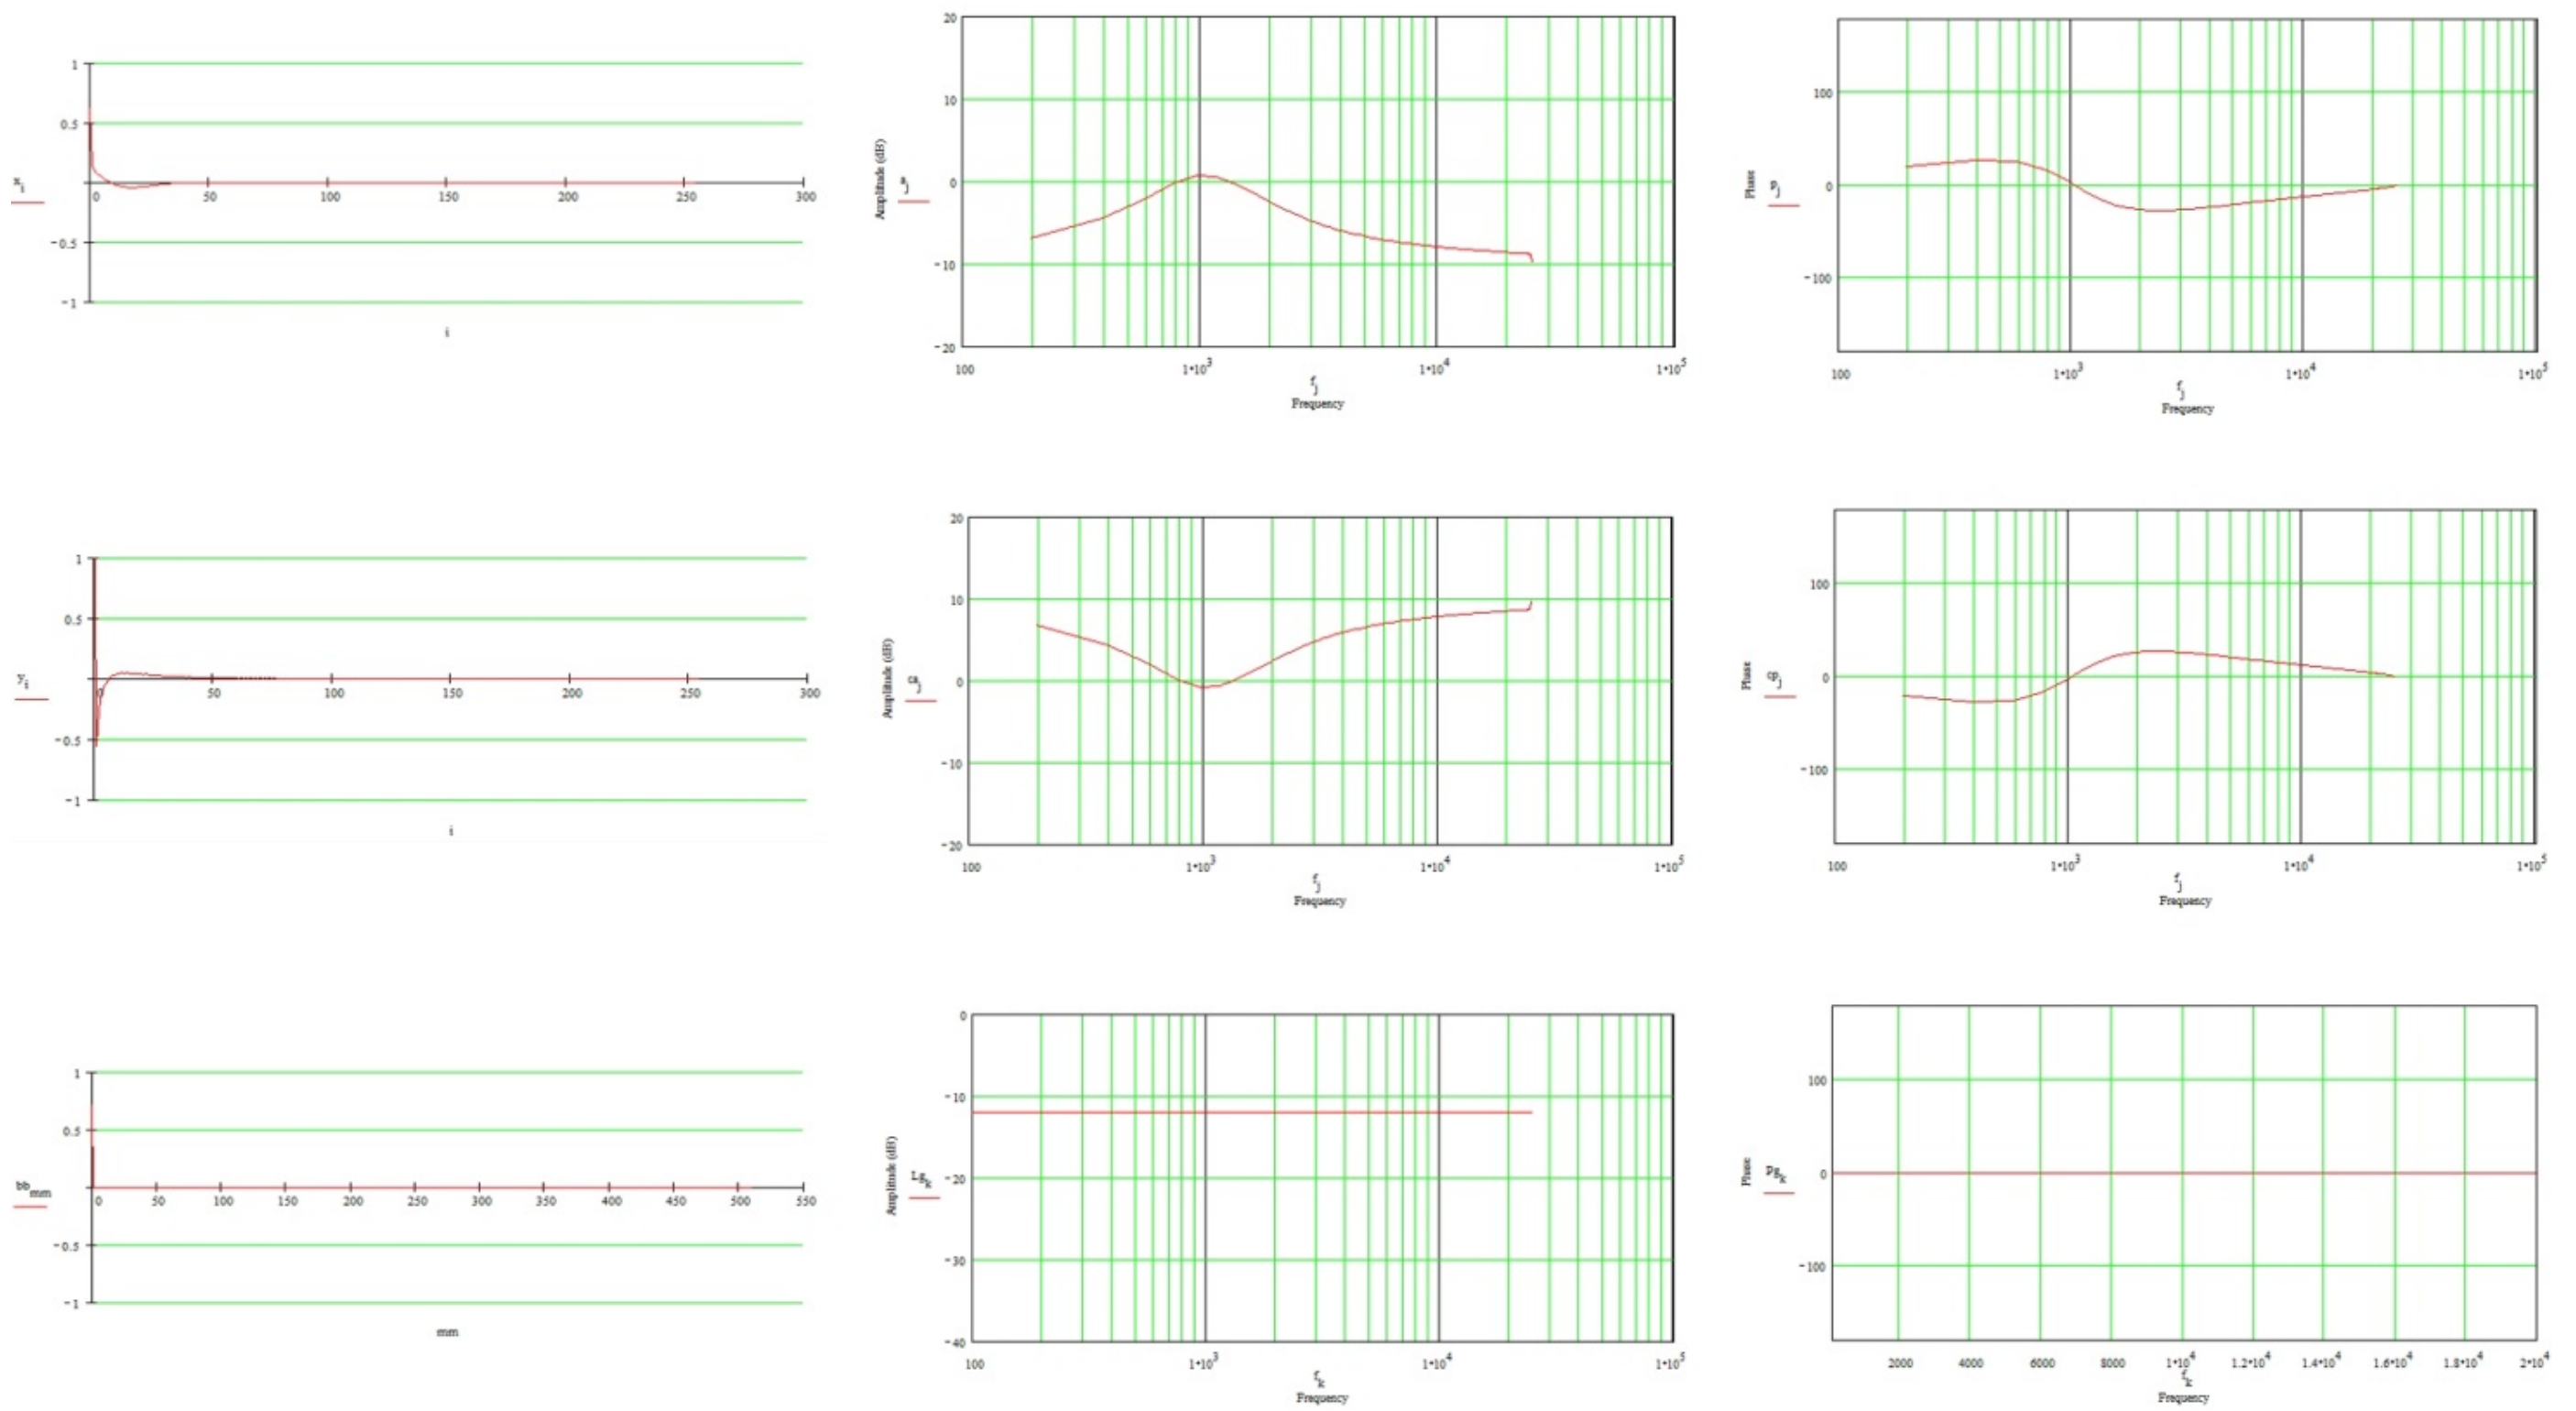 1
0.5
x_i
0 50 100 150 200 250 300
-0.5
-1
i
20
10
Amplitude (dB)
a_j
0
-10
-20
100 1•10^3 1•10^4 1•10^5
f_j
Frequency
100
Phase
p_j
0
-100
100 1•10^3 1•10^4 1•10^5
f_j
Frequency
1
0.5
y_i
50 100 150 200 250 300
-0.5
-1
i
20
10
Amplitude (dB)
ca_j
0
-10
-20
100 1•10^3 1•10^4 1•10^5
f_j
Frequency
100
Phase
cp_j
0
-100
100 1•10^3 1•10^4 1•10^5
f_j
Frequency
1
0.5
bb_mm
0 50 100 150 200 250 300 350 400 450 500 550
-0.5
-1
mm
0
-10
Amplitude (dB)
-20
-30
-40
100 1•10^3 1•10^4 1•10^5
f_K
Frequency
100
Phase
0
-100
2000 4000 6000 8000 1•10^4 1.2•10^4 1.4•10^4 1.6•10^4 1.8•10^4 2•10^4
f_K
Frequency